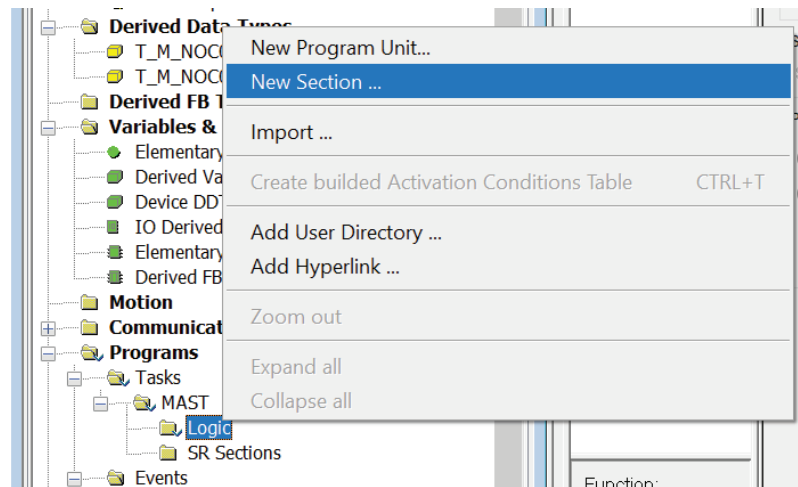 Derived Data Types
T_M_NOC
T_M_NOC
Derived FB T
Variables &
Elementary
Derived Va
Device DDT
IO Derived
Elementary
Derived FB
Motion
Communicat
Programs
Tasks
MAST
Logic
SR Sections
Events
New Program Unit...
New Section ...
Import ...
Create builded Activation Conditions Table CTRL+T
Add User Directory ...
Add Hyperlink ...
Zoom out
Expand all
Collapse all
Function: